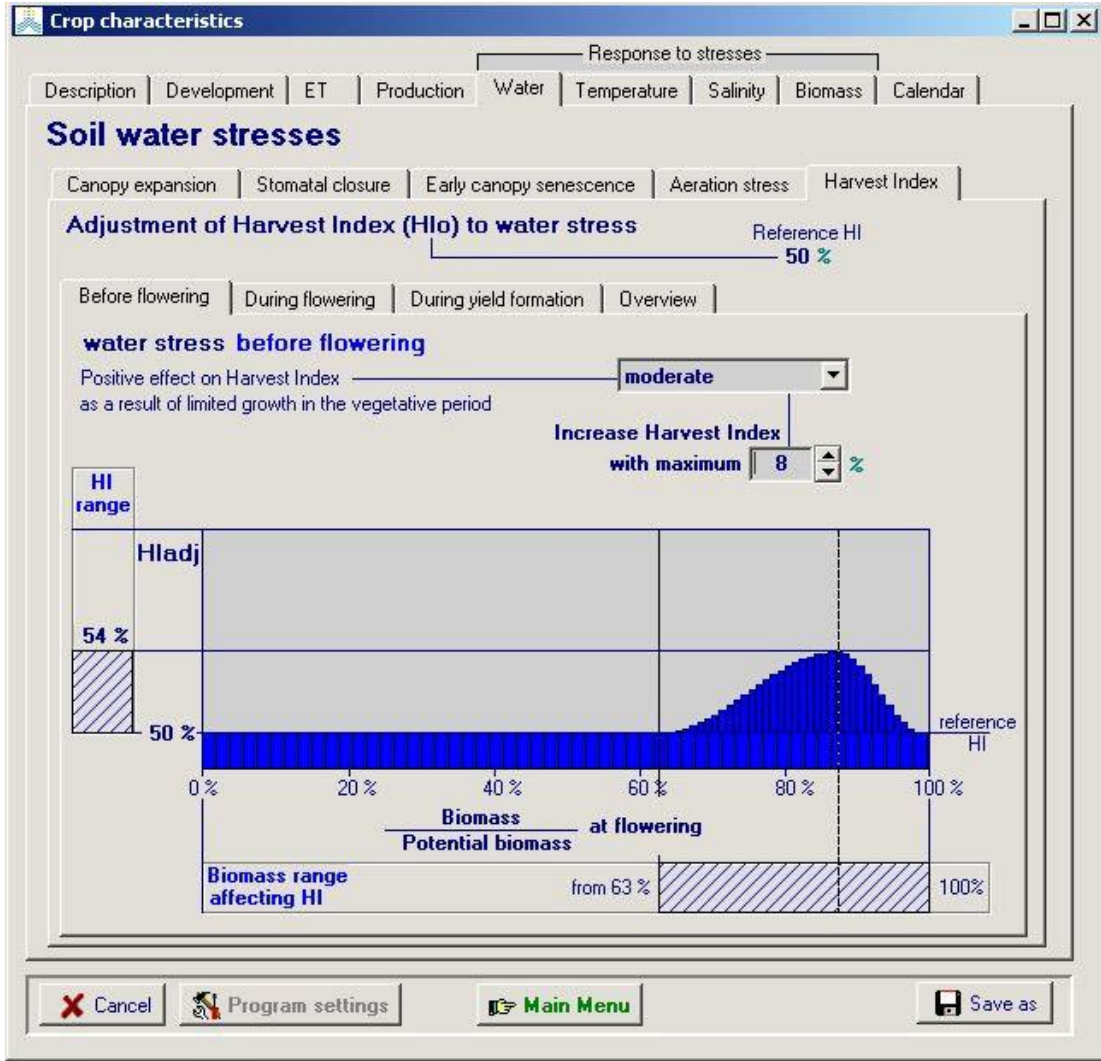 Crop characteristics
Response to stresses
Description Development ET Production Water Temperature Salinity Biomass Calendar
Soil water stresses
Canopy expansion Stomatal closure Early canopy senescence Aeration stress Harvest Index
Adjustment of Harvest Index (HIo) to water stress
Reference HI
50 %
Before flowering During flowering During yield formation Overview
water stress before flowering
Positive effect on Harvest Index moderate
as a result of limited growth in the vegetative period
Increase Harvest Index
with maximum 8 %
HI
range
HIadj
54 %
50 %
reference
HI
0 % 20 % 40 % 60 % 80 % 100 %
Biomass
Potential biomass
at flowering
Biomass range
affecting HI
from 63 % 100%
Cancel Program settings Main Menu Save as